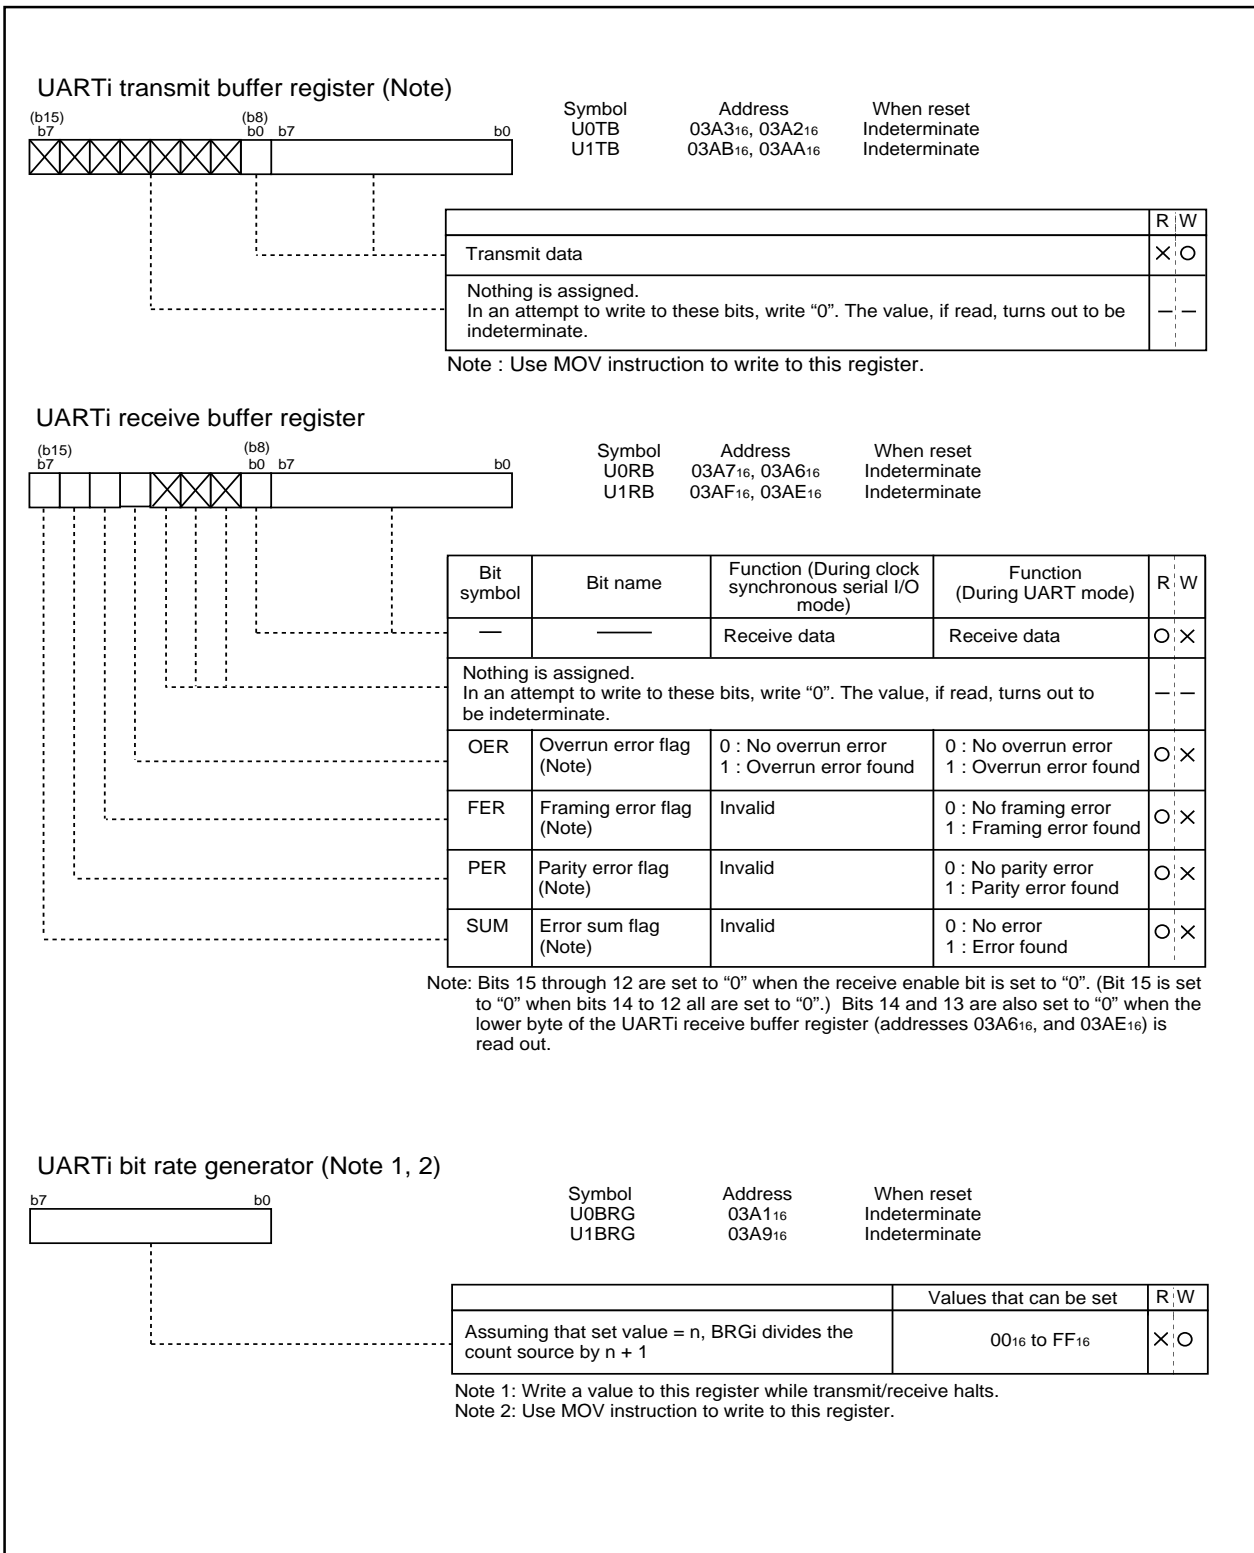 UARTi transmit buffer register (Note)
(b15) (b8)
b7 b0 b7 b0
Symbol Address When reset
U0TB 03A316, 03A216 Indeterminate
U1TB 03AB16, 03AA16 Indeterminate
R W
Transmit data X O
Nothing is assigned.
In an attempt to write to these bits, write “0”. The value, if read, turns out to be
indeterminate.
— —
Note : Use MOV instruction to write to this register.
UARTi receive buffer register
(b15) (b8)
b7 b0 b7 b0
Symbol Address When reset
U0RB 03A716, 03A616 Indeterminate
U1RB 03AF16, 03AE16 Indeterminate
Bit
symbol
Bit name
Function (During clock
synchronous serial I/O
mode)
Function
(During UART mode)
R W
— — Receive data Receive data O X
Nothing is assigned.
In an attempt to write to these bits, write “0”. The value, if read, turns out to
be indeterminate.
— —
OER Overrun error flag 0 : No overrun error 0 : No overrun error O X
(Note) 1 : Overrun error found 1 : Overrun error found
FER Framing error flag Invalid 0 : No framing error O X
(Note) 1 : Framing error found
PER Parity error flag Invalid 0 : No parity error O X
(Note) 1 : Parity error found
SUM Error sum flag Invalid 0 : No error O X
(Note) 1 : Error found
Note: Bits 15 through 12 are set to “0” when the receive enable bit is set to “0”. (Bit 15 is set
to “0” when bits 14 to 12 all are set to “0”.) Bits 14 and 13 are also set to “0” when the
lower byte of the UARTi receive buffer register (addresses 03A616, and 03AE16) is
read out.
UARTi bit rate generator (Note 1, 2)
b7 b0
Symbol Address When reset
U0BRG 03A116 Indeterminate
U1BRG 03A916 Indeterminate
Values that can be set R W
Assuming that set value = n, BRGi divides the
count source by n + 1
0016 to FF16 X O
Note 1: Write a value to this register while transmit/receive halts.
Note 2: Use MOV instruction to write to this register.